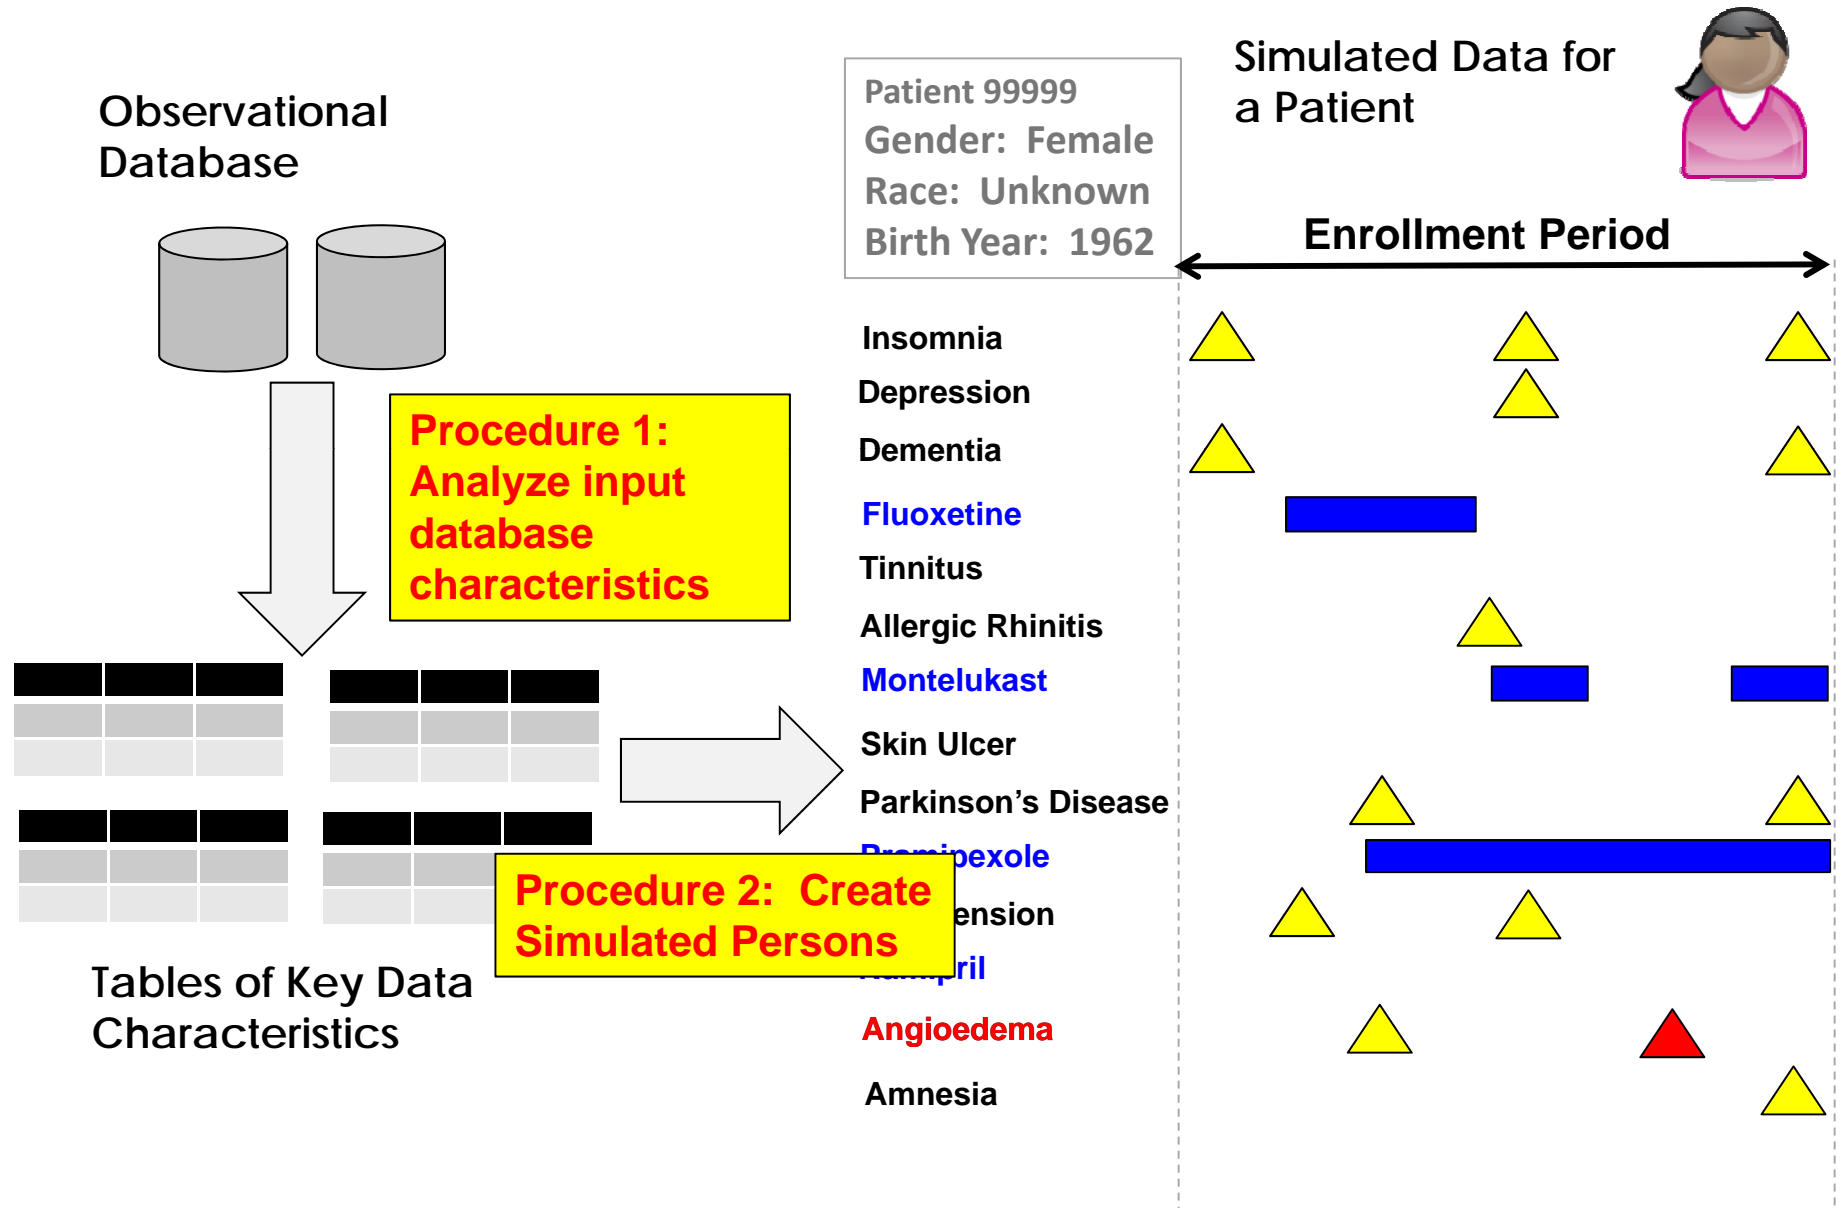 Observational
Database
Procedure 1:
Analyze input
database
characteristics
Tables of Key Data
Characteristics
Procedure 2: Create
Simulated Persons
Patient 99999
Gender: Female
Race: Unknown
Birth Year: 1962
Simulated Data for
a Patient
Enrollment Period
Insomnia
Depression
Dementia
Fluoxetine
Tinnitus
Allergic Rhinitis
Montelukast
Skin Ulcer
Parkinson's Disease
Pramipexole
ension
Angioedema
Amnesia